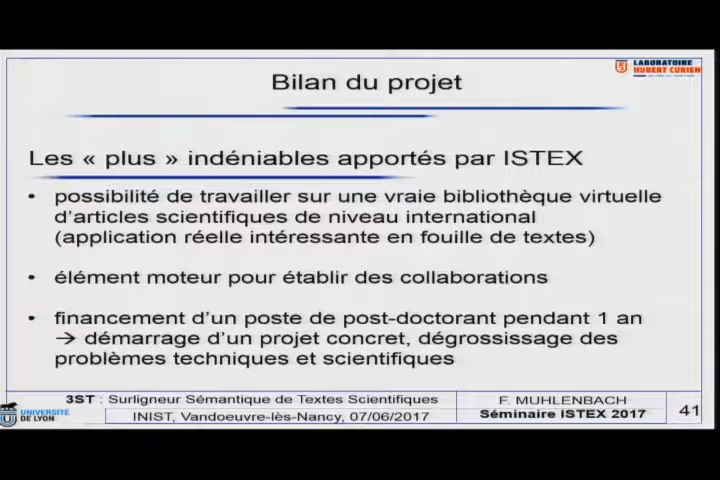 LABORATOIRE
HUBERT CURIEN
Bilan du projet
Les « plus » indéniables apportés par ISTEX
• possibilité de travailler sur une vraie bibliothèque virtuelle
d'articles scientifiques de niveau international
(application réelle intéressante en fouille de textes)
• élément moteur pour établir des collaborations
• financement d'un poste de post-doctorant pendant 1 an
→ démarrage d'un projet concret, dégrossissage des
problèmes techniques et scientifiques
UNIVERSITÉ
DE LYON
3ST : Surligneur Sémantique de Textes Scientifiques
INIST, Vandoeuvre-lès-Nancy, 07/06/2017
F. MUHLENBACH
Séminaire ISTEX 2017
41